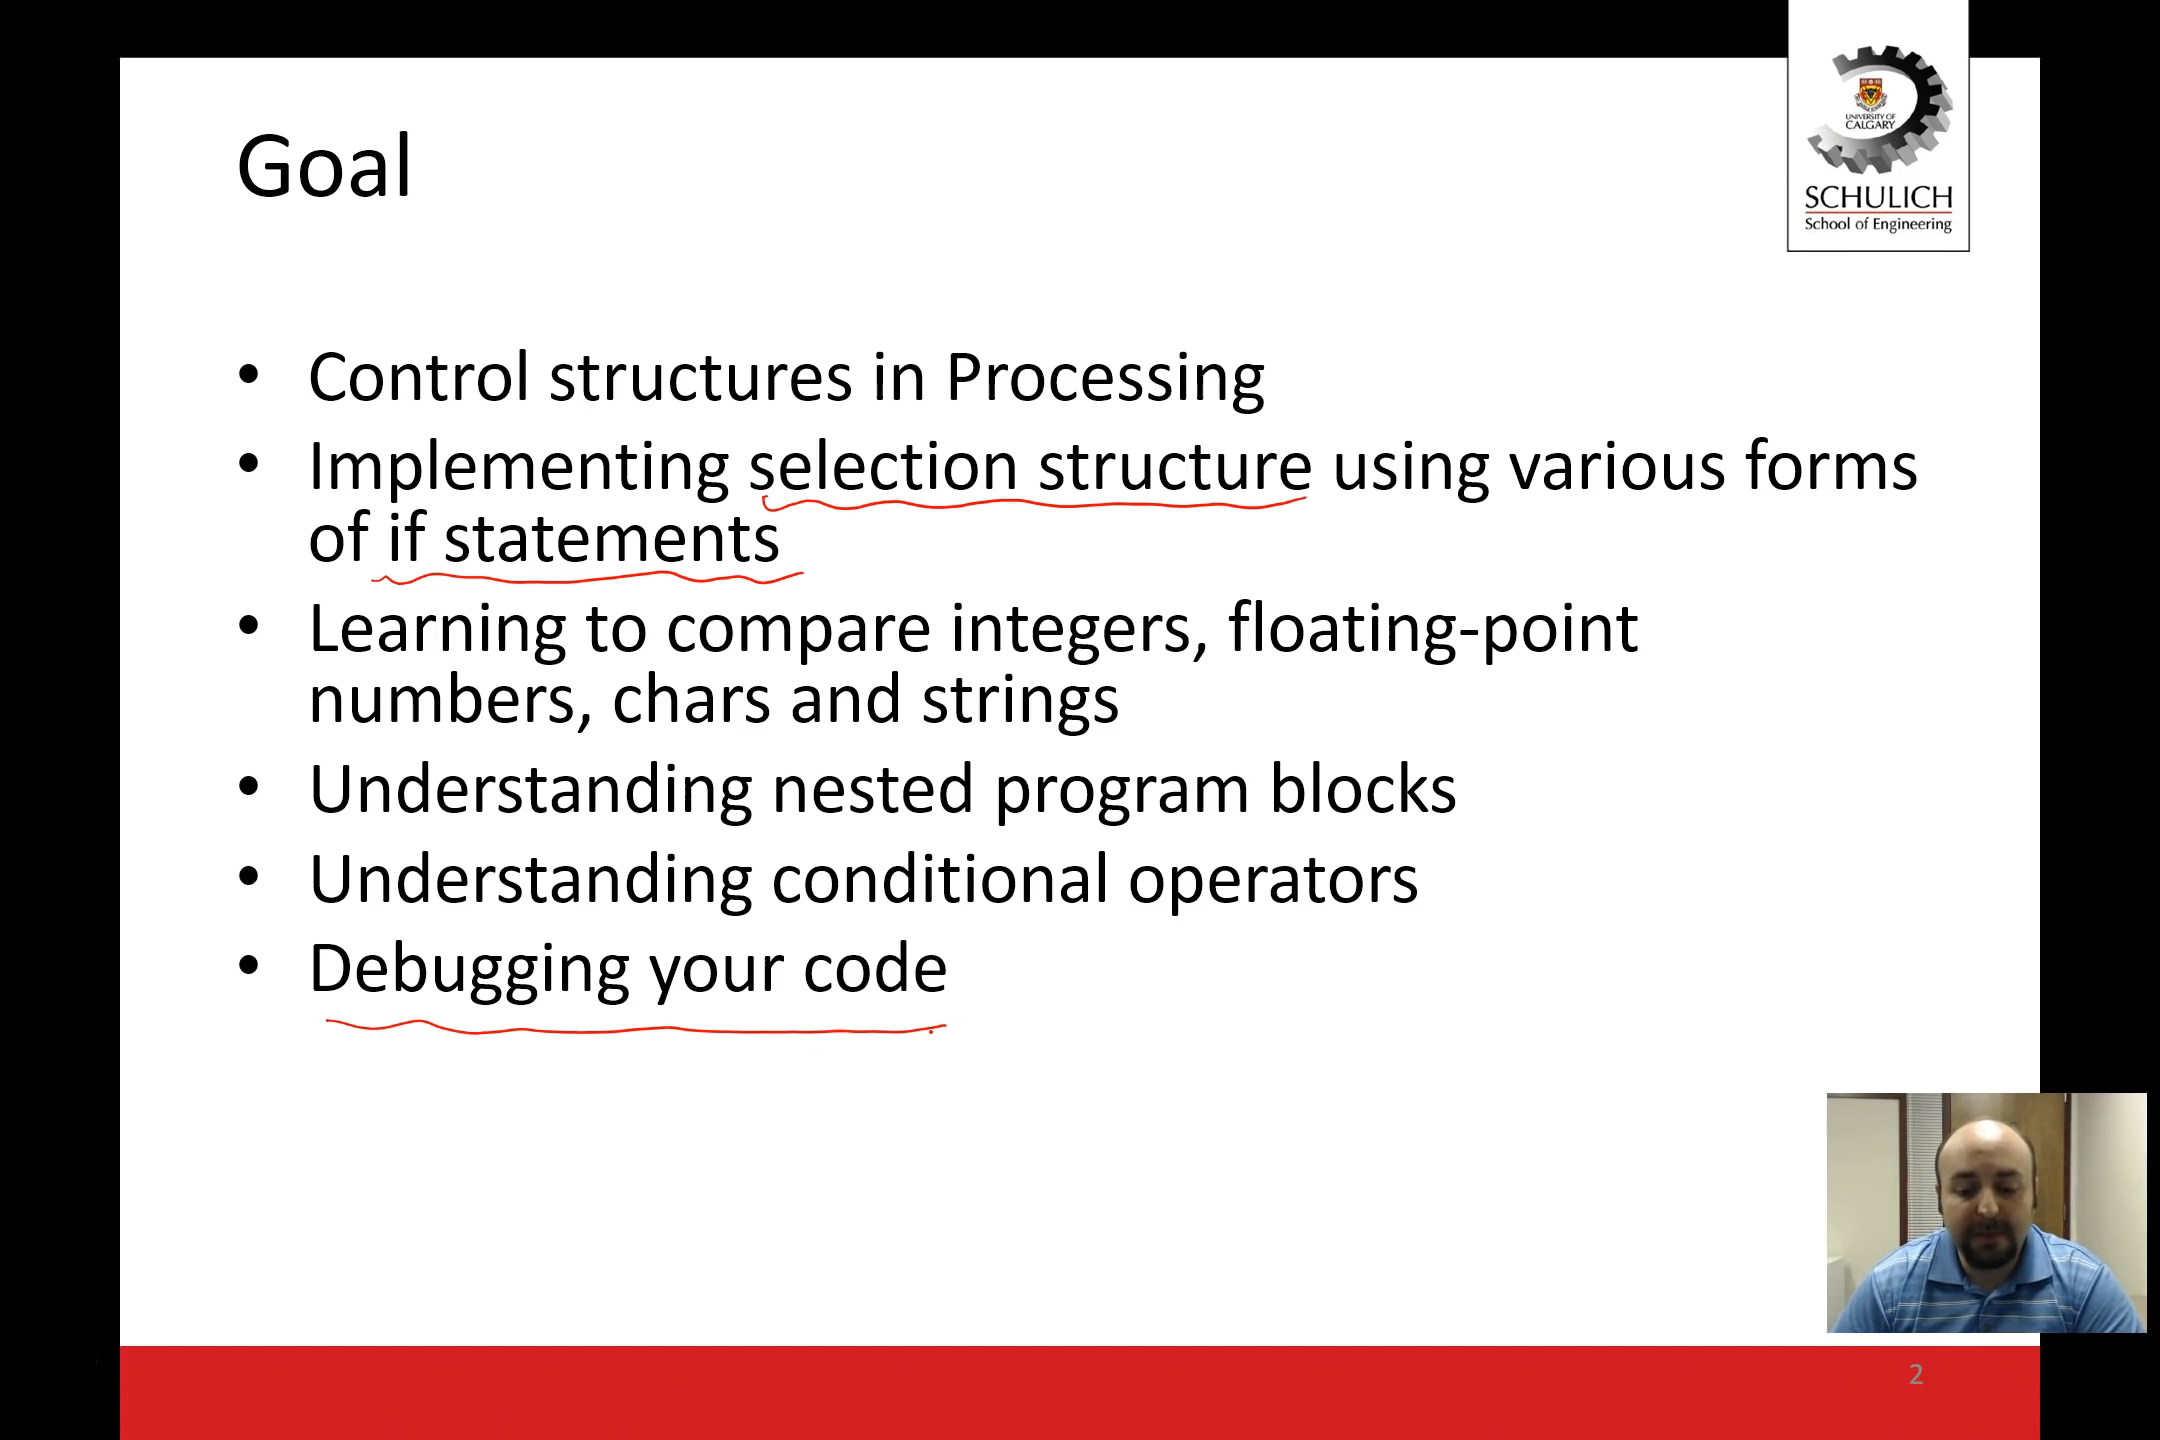 UNIVERSITY OF
CALGARY
SCHULICH
School of Engineering
Goal
• Control structures in Processing
• Implementing selection structure using various forms
of if statements
• Learning to compare integers, floating-point
numbers, chars and strings
• Understanding nested program blocks
• Understanding conditional operators
• Debugging your code
2